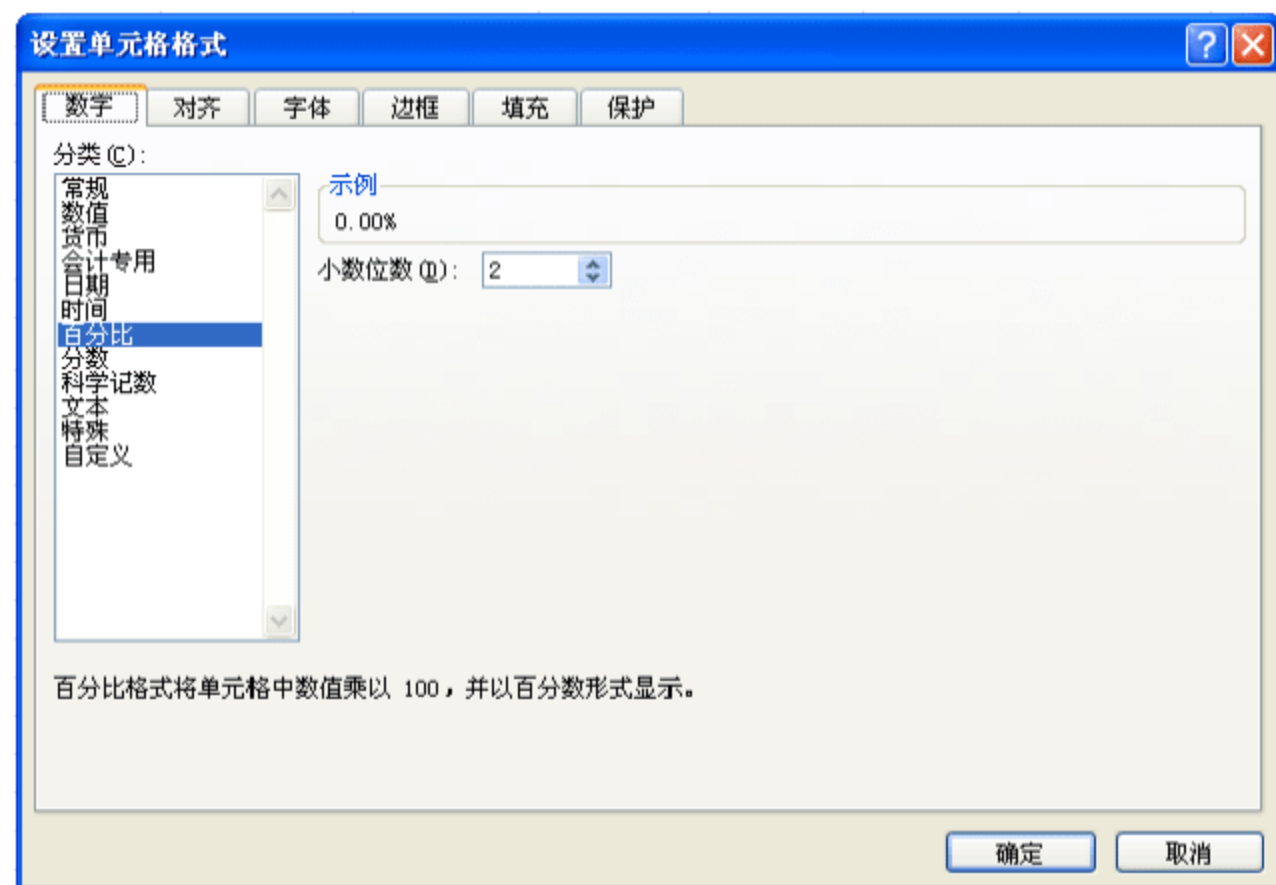 设置单元格格式
数字 对齐 字体 边框 填充 保护
分类(C):
常规
数值
货币
会计专用
日期
时间
百分比
分数
科学记数
文本
特殊
自定义
示例
0.00%
小数位数(D): 2
百分比格式将单元格中数值乘以 100，并以百分数形式显示。
确定 取消